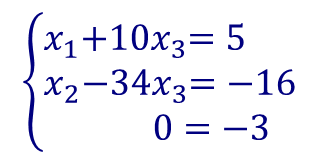 x₁+10x₃= 5
x₂−34x₃= −16
0 = −3